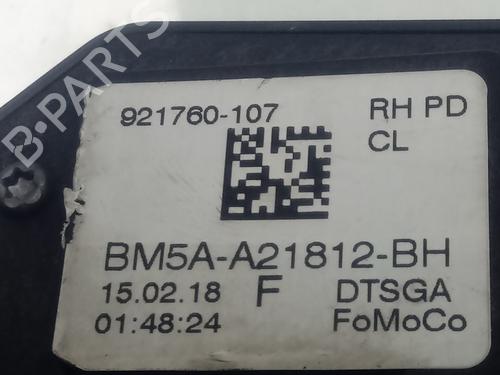 B-PARTS
921760-107 RH PD
CL
BM5A-A21812-BH
15.02.18 F DTSGA
01:48:24 FoMoCo